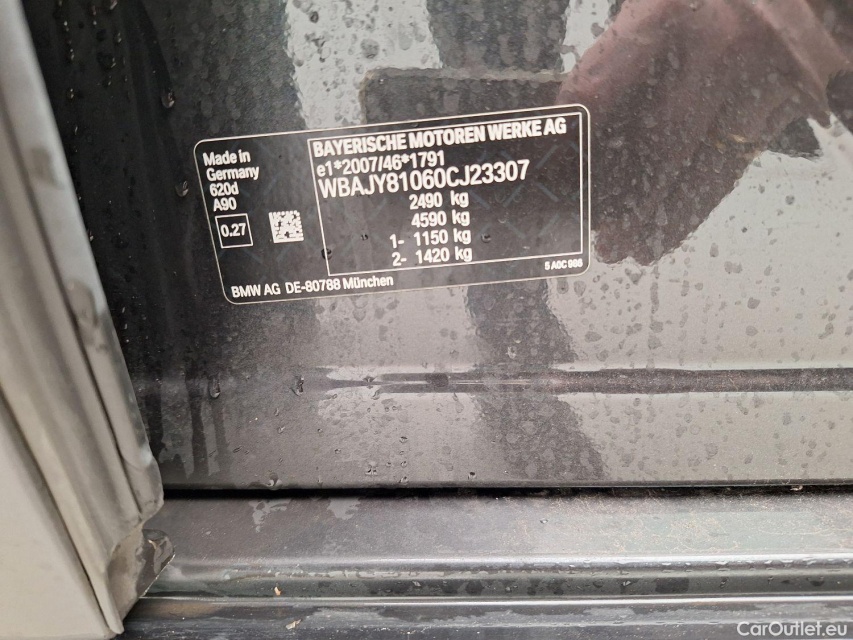 Made in
Germany
620d
A90
0.27
BAYERISCHE MOTOREN WERKE AG
e1*2007/46*1791
WBAJY81060CJ23307
2490 kg
4590 kg
1- 1150 kg
2- 1420 kg
BMW AG DE-80788 München
5 A0C 986
CarOutlet.eu